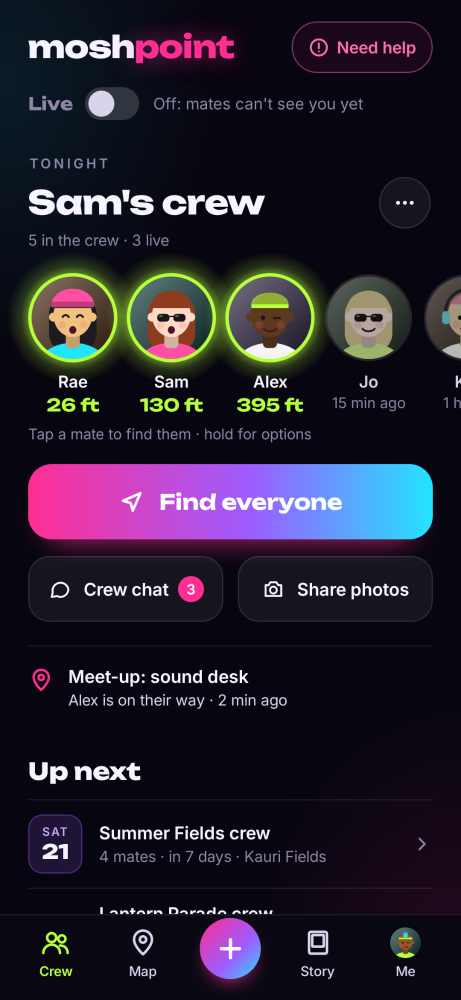 moshpoint
Need help
Live
Off: mates can't see you yet
TONIGHT
Sam's crew
5 in the crew · 3 live
Rae
Sam
Alex
Jo
26 ft
130 ft
395 ft
15 min ago
Tap a mate to find them · hold for options
Find everyone
Crew chat 3
Share photos
Meet-up: sound desk
Alex is on their way · 2 min ago
Up next
SAT
21
Summer Fields crew
4 mates · in 7 days · Kauri Fields
Lantern Parade crew
Crew
Map
Story
Me